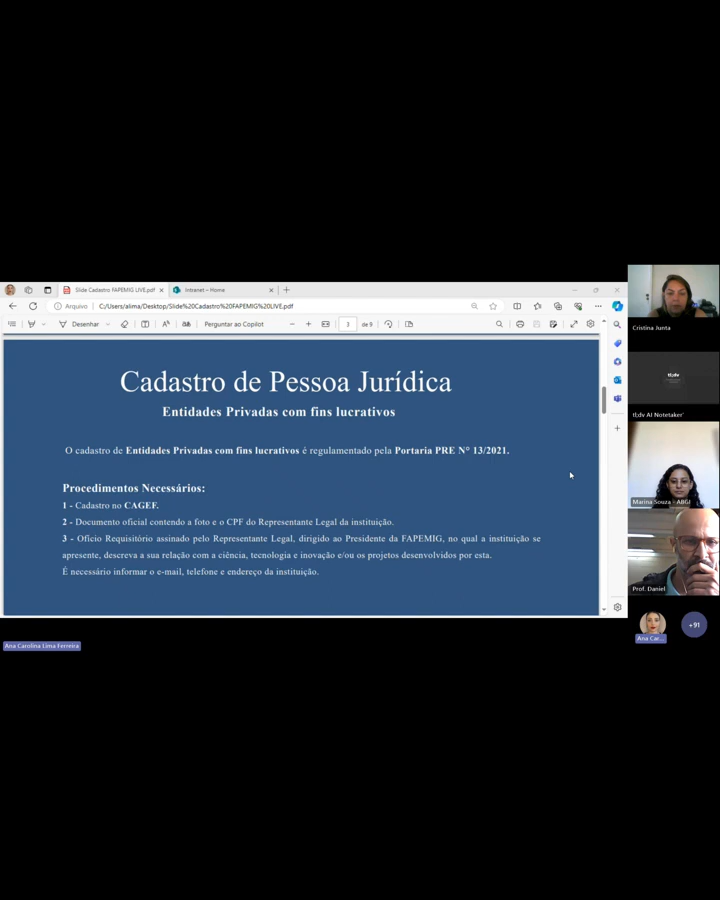 Slide Cadastro FAPEMIG LIVE.pdf
Intranet – Home
Arquivo
C:/Users/alima/Desktop/Slide%20Cadastro%20FAPEMIG%20LIVE.pdf
Desenhar
Perguntar ao Copilot
3
de 9
Cadastro de Pessoa Jurídica
Entidades Privadas com fins lucrativos
O cadastro de Entidades Privadas com fins lucrativos é regulamentado pela Portaria PRE N° 13/2021.
Procedimentos Necessários:
1 - Cadastro no CAGEF.
2 - Documento oficial contendo a foto e o CPF do Representante Legal da instituição.
3 - Ofício Requisitório assinado pelo Representante Legal, dirigido ao Presidente da FAPEMIG, no qual a instituição se
apresente, descreva a sua relação com a ciência, tecnologia e inovação e/ou os projetos desenvolvidos por esta.
É necessário informar o e-mail, telefone e endereço da instituição.
Cristina Junta
tl;dv
tl;dv AI Notetaker'
Marina Souza - ABGI
Prof. Daniel
Ana Car...
+91
Ana Carolina Lima Ferreira